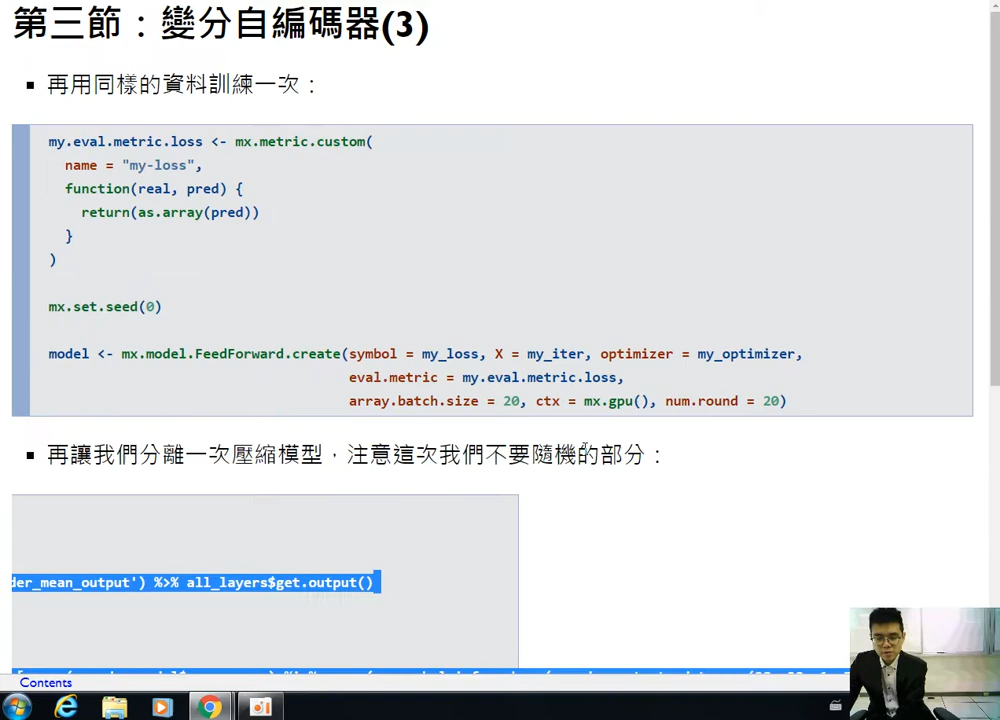 第三節：變分自編碼器(3)
再用同樣的資料訓練一次：
my.eval.metric.loss <- mx.metric.custom(
name = "my-loss",
function(real, pred) {
return(as.array(pred))
}
)
mx.set.seed(0)
model <- mx.model.FeedForward.create(symbol = my_loss, X = my_iter, optimizer = my_optimizer,
eval.metric = my.eval.metric.loss,
array.batch.size = 20, ctx = mx.gpu(), num.round = 20)
再讓我們分離一次壓縮模型，注意這次我們不要隨機的部分：
der_mean_output') %>% all_layers$get.output()
Contents